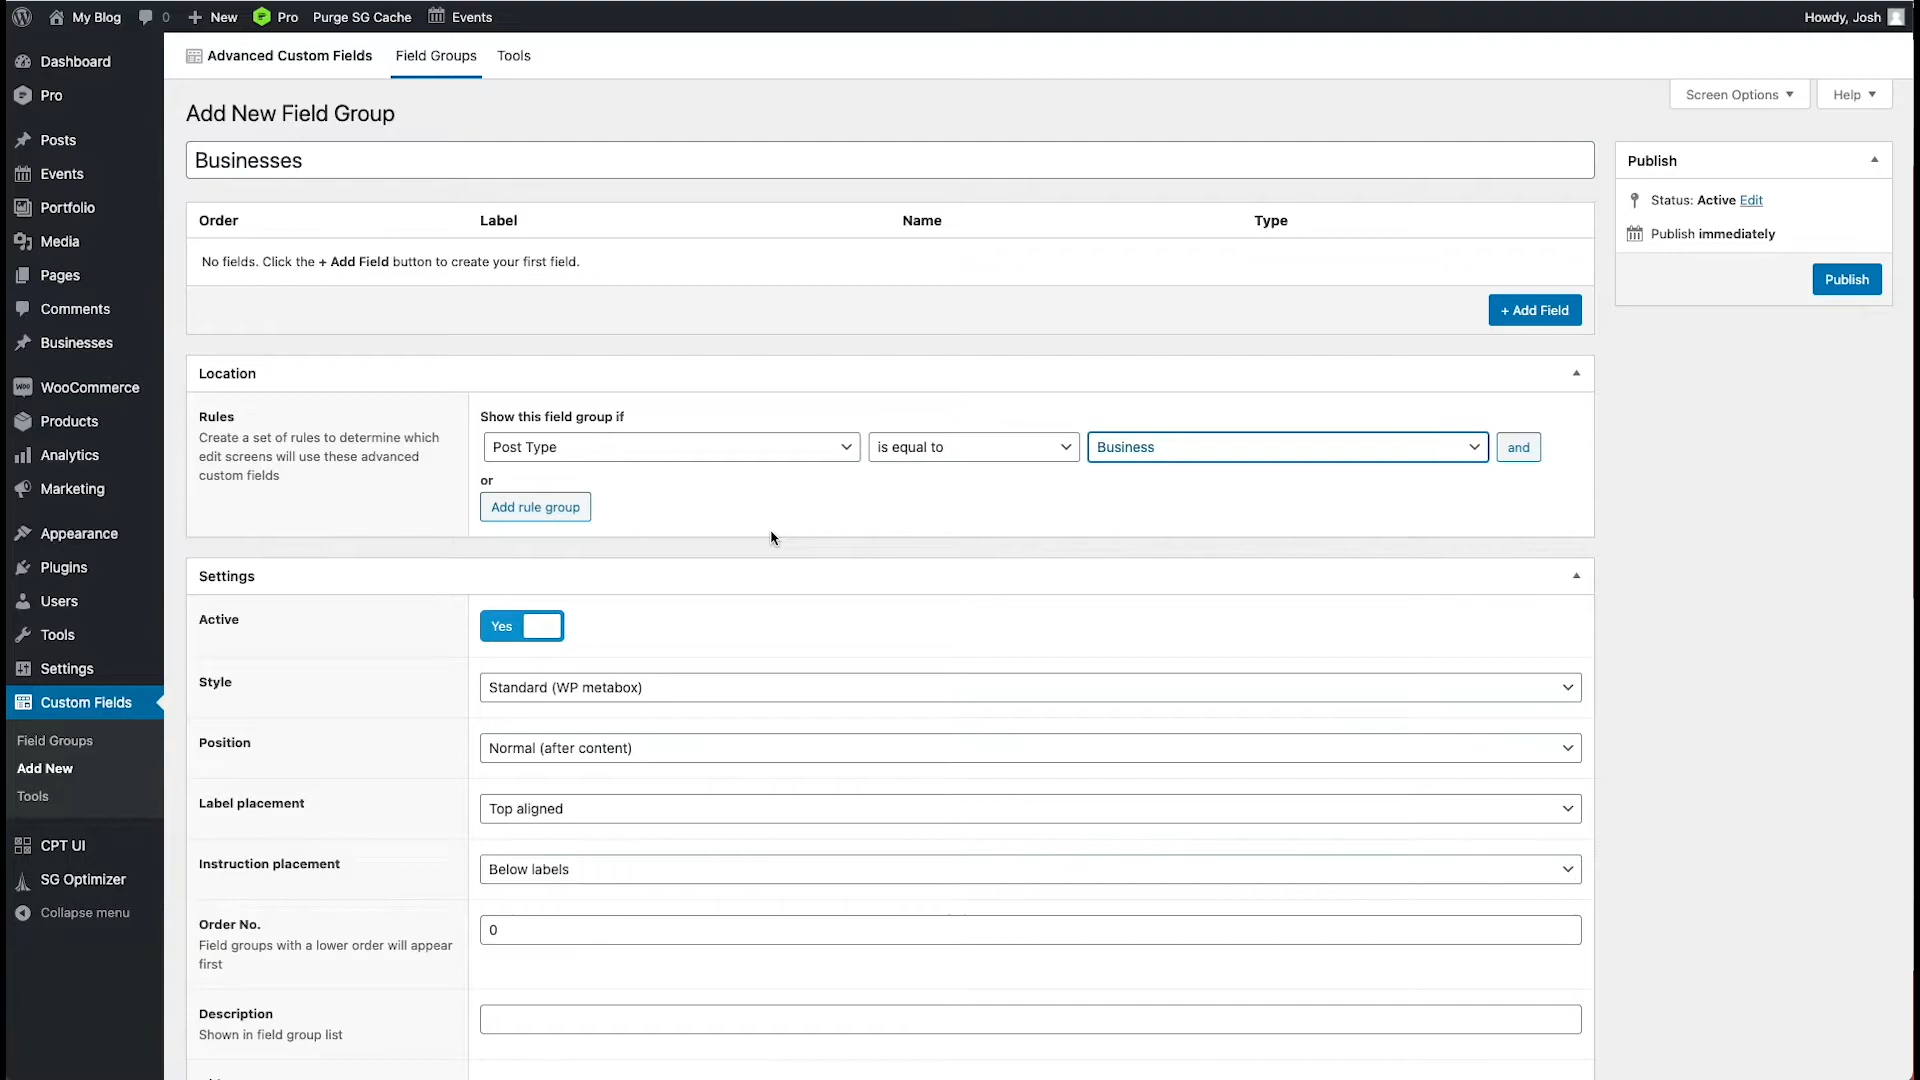 My Blog 0 New Pro Purge SG Cache Events Howdy, Josh
Dashboard
Pro
Posts
Events
Portfolio
Media
Pages
Comments
Businesses
WooCommerce
Products
Analytics
Marketing
Appearance
Plugins
Users
Tools
Settings
Custom Fields
Field Groups
Add New
Tools
CPT UI
SG Optimizer
Collapse menu
Advanced Custom Fields Field Groups Tools
Screen Options Help
Add New Field Group
Businesses
Order Label Name Type
No fields. Click the + Add Field button to create your first field.
+ Add Field
Location
Rules
Create a set of rules to determine which
edit screens will use these advanced
custom fields
Show this field group if
Post Type is equal to Business and
or
Add rule group
Settings
Active
Yes
Style
Standard (WP metabox)
Position
Normal (after content)
Label placement
Top aligned
Instruction placement
Below labels
Order No.
Field groups with a lower order will appear
first
0
Description
Shown in field group list
Publish
Status: Active Edit
Publish immediately
Publish